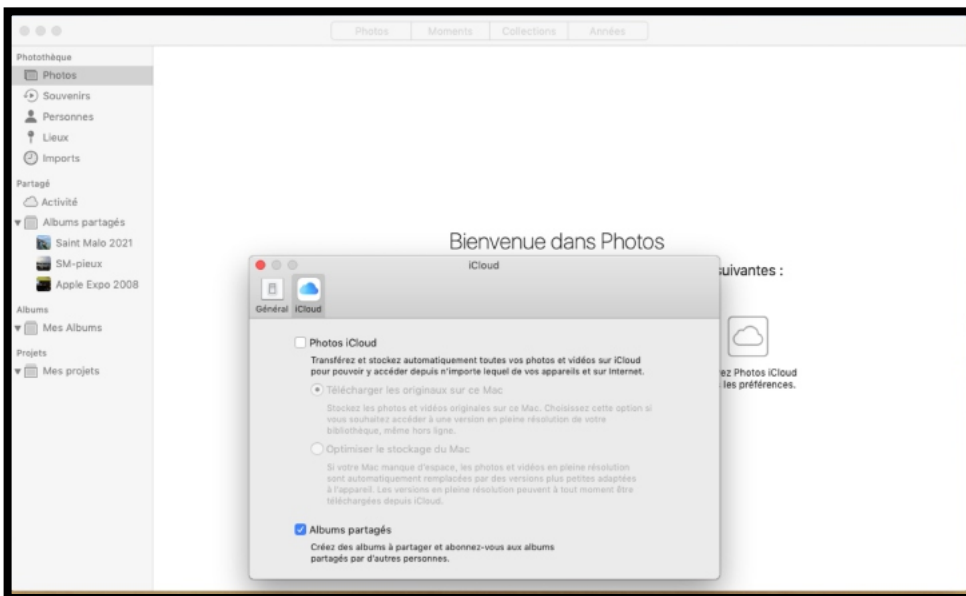 Photos Moments Collections Années
Photothèque
Photos
Souvenirs
Personnes
Lieux
Imports
Partagé
Activité
Albums partagés
Saint Malo 2021
SM-pieux
Apple Expo 2008
Albums
Mes Albums
Projets
Mes projets
Bienvenue dans Photos
suivantes :
ez Photos iCloud
les préférences.
iCloud
Général iCloud
Photos iCloud
Transférez et stockez automatiquement toutes vos photos et vidéos sur iCloud
pour pouvoir y accéder depuis n'importe lequel de vos appareils et sur Internet.
Télécharger les originaux sur ce Mac
Stockez les photos et vidéos originales sur ce Mac. Choisissez cette option si
vous souhaitez accéder à une version en pleine résolution de votre
bibliothèque, même hors ligne.
Optimiser le stockage du Mac
Si votre Mac manque d'espace, les photos et vidéos en pleine résolution
sont automatiquement remplacées par des versions plus petites adaptées
à l'appareil. Les versions en pleine résolution peuvent à tout moment être
téléchargées depuis iCloud.
Albums partagés
Créez des albums à partager et abonnez-vous aux albums
partagés par d'autres personnes.